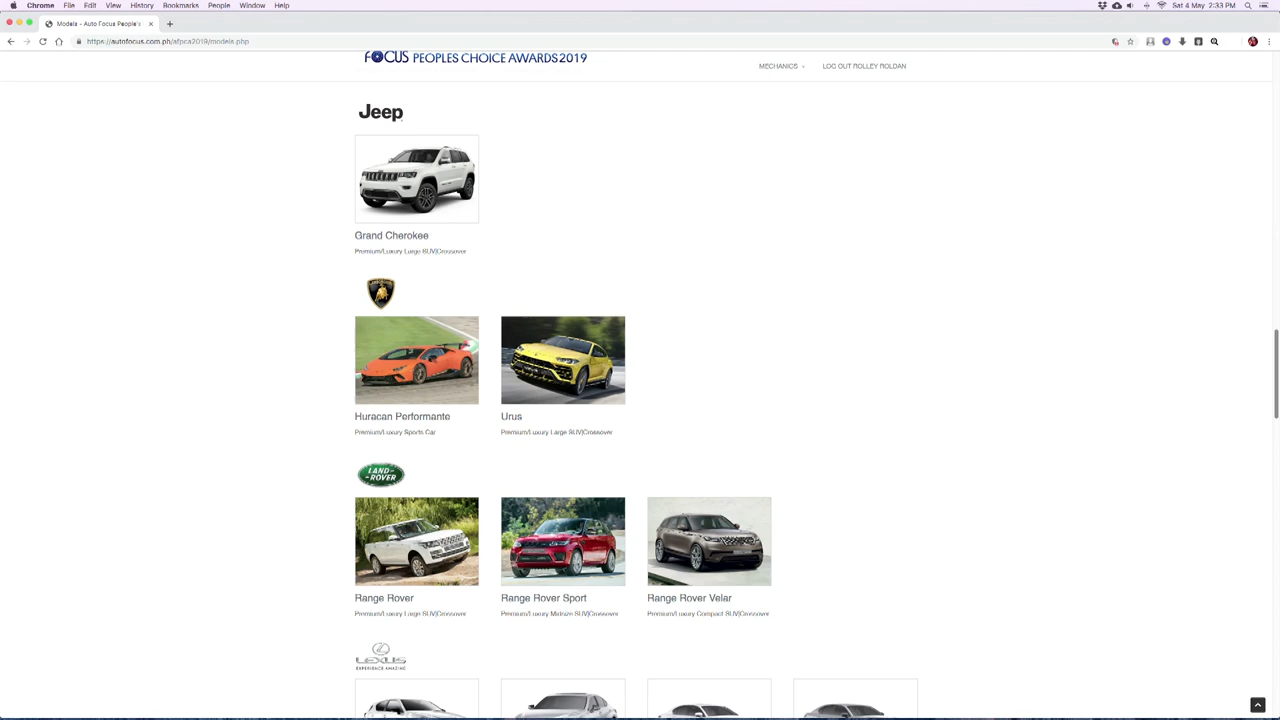 Chrome File Edit View History Bookmarks People Window Help Sat 4 May 2:33 PM
Models - Auto Focus People's
https://autofocus.com.ph/afpca2019/models.php
FOCUS PEOPLES CHOICE AWARDS 2019
MECHANICS LOG OUT ROLLEY ROLDAN
Jeep
Grand Cherokee
Premium/Luxury Large SUV|Crossover
LAMBORGHINI
Huracan Performante Urus
Premium/Luxury Sports Car Premium/Luxury Large SUV|Crossover
LAND-ROVER
Range Rover Range Rover Sport Range Rover Velar
Premium/Luxury Large SUV|Crossover Premium/Luxury Midsize SUV|Crossover Premium/Luxury Compact SUV|Crossover
LEXUS
EXPERIENCE AMAZING